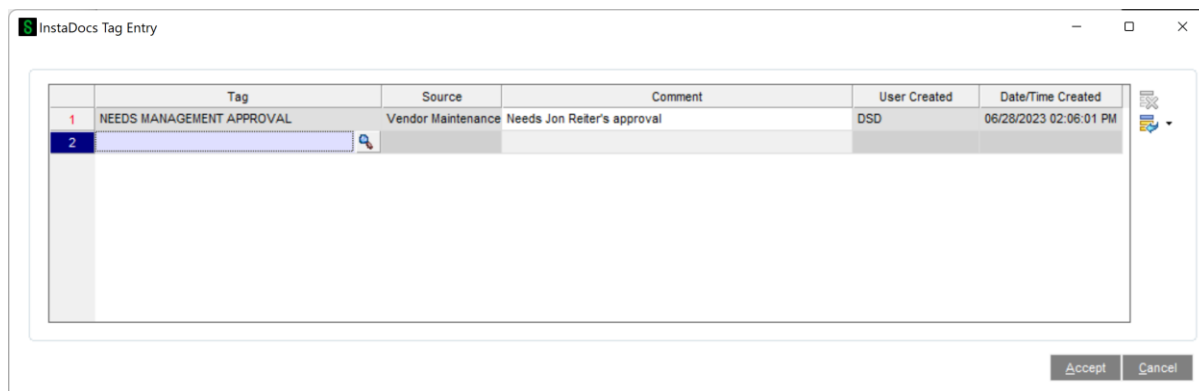 S InstaDocs Tag Entry
Tag Source Comment User Created Date/Time Created
1 NEEDS MANAGEMENT APPROVAL Vendor Maintenance Needs Jon Reiter's approval DSD 06/28/2023 02:06:01 PM
2
Accept Cancel